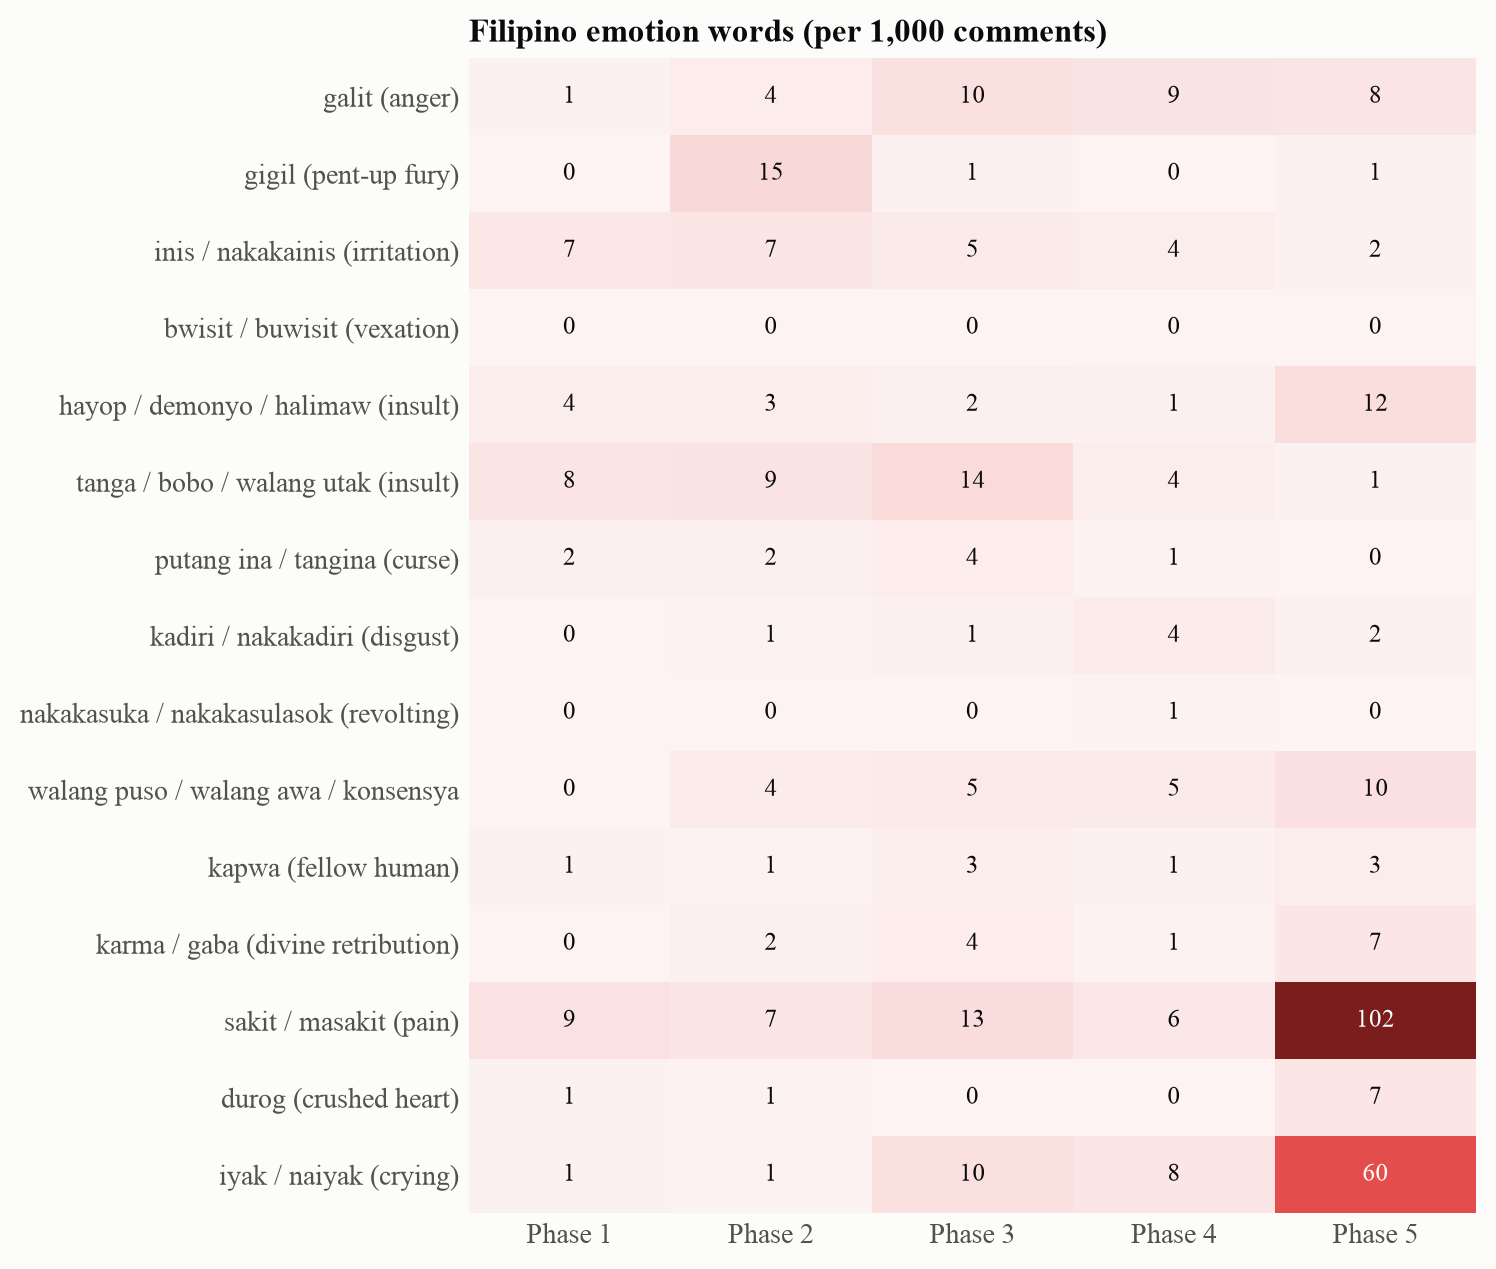 Filipino emotion words (per 1,000 comments)
galit (anger) 1 4 10 9 8
gigil (pent-up fury) 0 15 1 0 1
inis / nakakainis (irritation) 7 7 5 4 2
bwisit / buwisit (vexation) 0 0 0 0 0
hayop / demonyo / halimaw (insult) 4 3 2 1 12
tanga / bobo / walang utak (insult) 8 9 14 4 1
putang ina / tangina (curse) 2 2 4 1 0
kadiri / nakakadiri (disgust) 0 1 1 4 2
nakakasuka / nakakasulasok (revolting) 0 0 0 1 0
walang puso / walang awa / konsensya 0 4 5 5 10
kapwa (fellow human) 1 1 3 1 3
karma / gaba (divine retribution) 0 2 4 1 7
sakit / masakit (pain) 9 7 13 6 102
durog (crushed heart) 1 1 0 0 7
iyak / naiyak (crying) 1 1 10 8 60
Phase 1 Phase 2 Phase 3 Phase 4 Phase 5